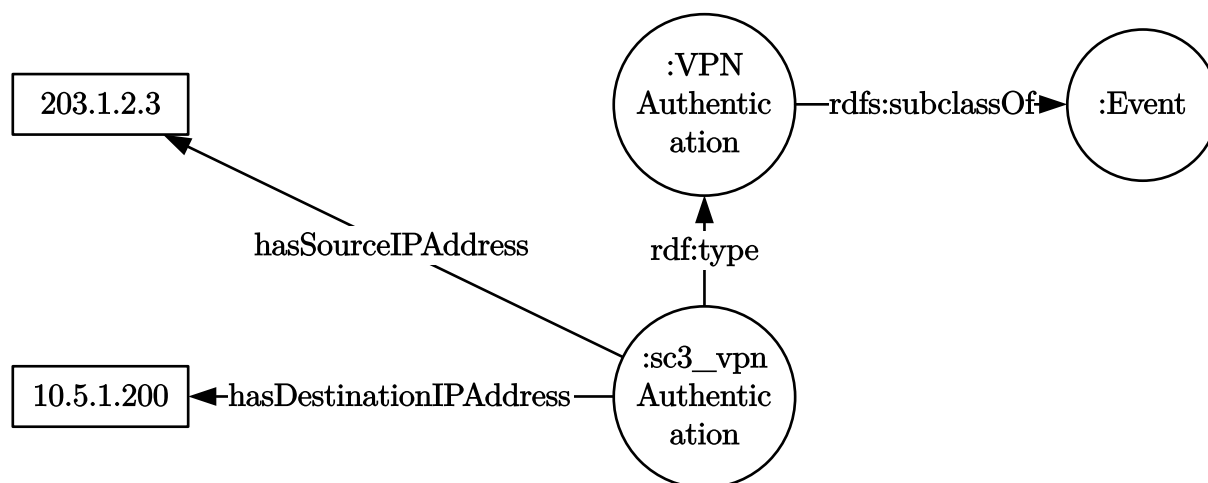 203.1.2.3
:VPN
Authentic
ation
rdfs:subclassOf
:Event
hasSourceIPAddress
rdf:type
10.5.1.200
hasDestinationIPAddress
:sc3_vpn
Authentic
ation